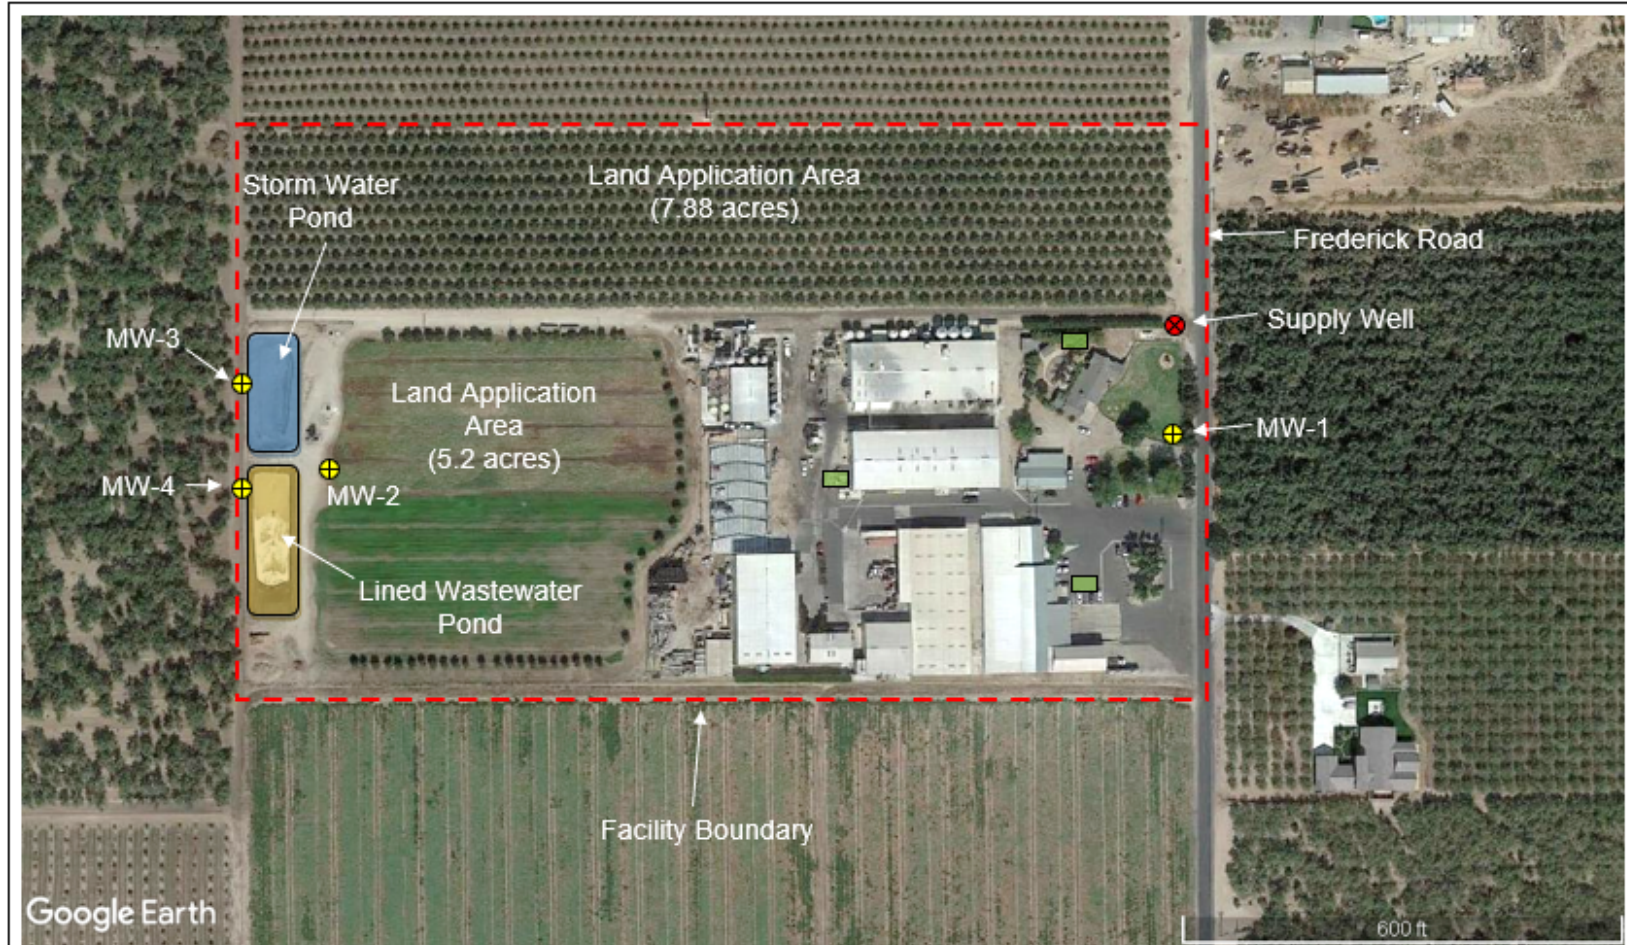 Land Application Area
(7.88 acres)
Storm Water
Pond
Frederick Road
Supply Well
MW-3
Land Application
Area
(5.2 acres)
MW-1
MW-4
MW-2
Lined Wastewater
Pond
Facility Boundary
Google Earth
600 ft